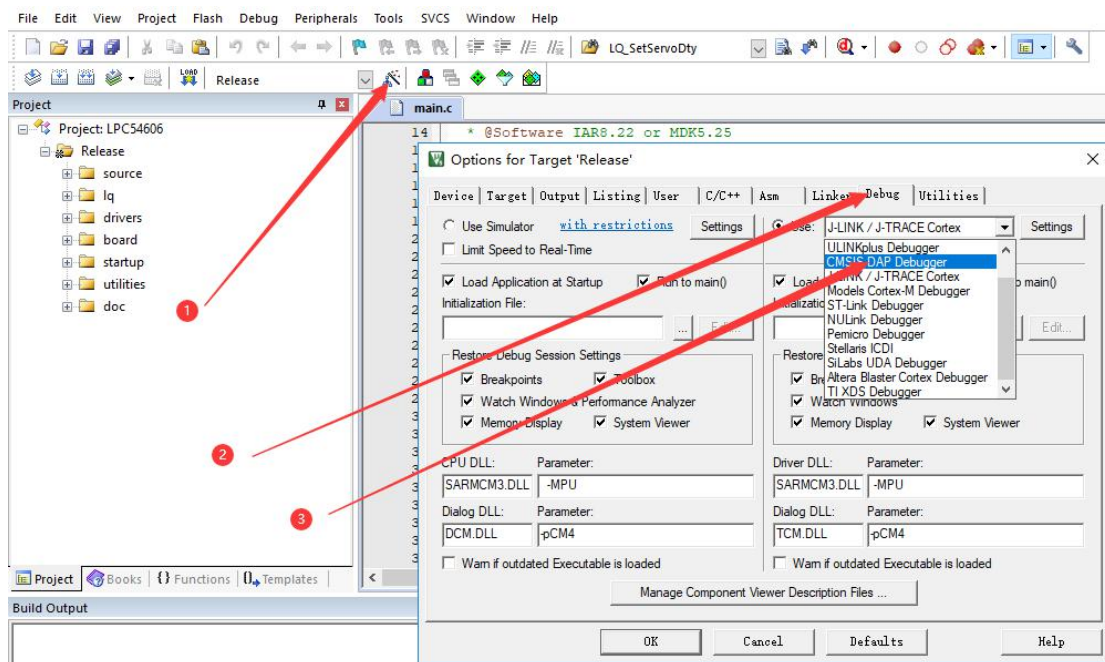 File Edit View Project Flash Debug Peripherals Tools SVCS Window Help
LQ_SetServoDty
LOAD
Release
Project
main.c
Project: LPC54606
Release
source
lq
drivers
board
startup
utilities
doc
14 * @Software IAR8.22 or MDK5.25
Options for Target 'Release'
Device Target Output Listing User C/C++ Asm Linker Debug Utilities
Use Simulator with restrictions Settings
Use: J-LINK / J-TRACE Cortex Settings
Limit Speed to Real-Time
ULINKplus Debugger
CMSIS-DAP Debugger
J-LINK / J-TRACE Cortex
Models Cortex-M Debugger
ST-Link Debugger
NULink Debugger
Pemicro Debugger
Stellaris ICDI
SiLabs UDA Debugger
Altera Blaster Cortex Debugger
TI XDS Debugger
Load Application at Startup Run to main()
Initialization File:
... Edit...
Restore Debug Session Settings
Breakpoints Toolbox
Watch Windows & Performance Analyzer
Memory Display System Viewer
o main()
Edit...
Restore
Watch Windows
Memory Display System Viewer
CPU DLL: Parameter:
SARMCM3.DLL -MPU
Dialog DLL: Parameter:
DCM.DLL -pCM4
Warn if outdated Executable is loaded
Driver DLL: Parameter:
SARMCM3.DLL -MPU
Dialog DLL: Parameter:
TCM.DLL -pCM4
Warn if outdated Executable is loaded
Manage Component Viewer Description Files ...
OK Cancel Defaults Help
1
2
3
Project Books {} Functions Templates
Build Output